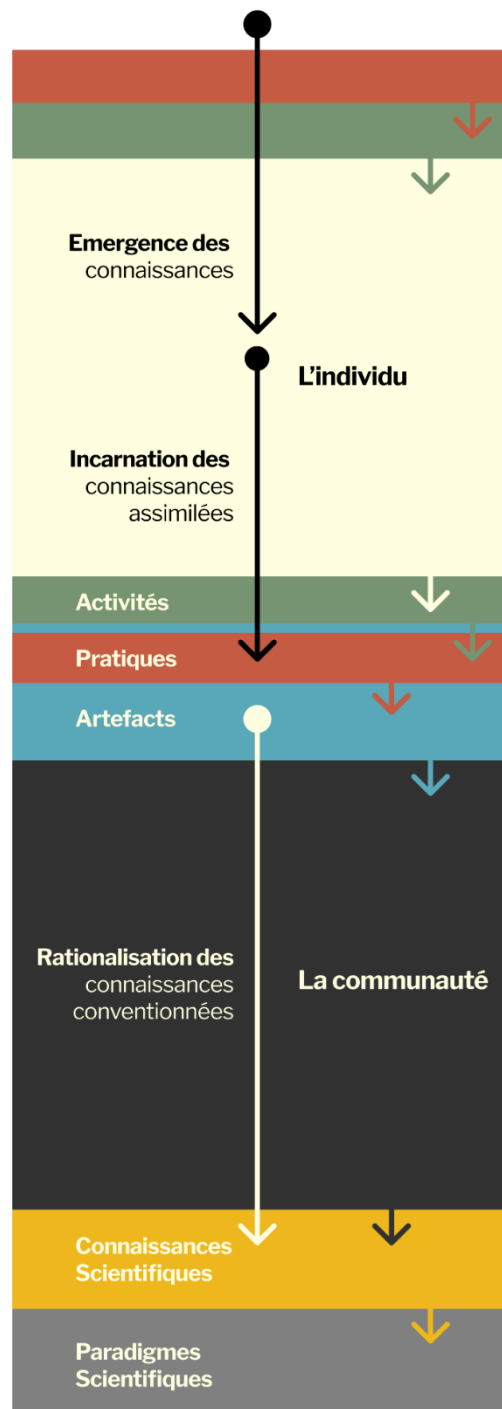 Emergence des
connaissances
L'individu
Incarnation des
connaissances
assimilées
Activités
Pratiques
Artefacts
Rationalisation des
connaissances
conventionnées
La communauté
Connaissances
Scientifiques
Paradigmes
Scientifiques